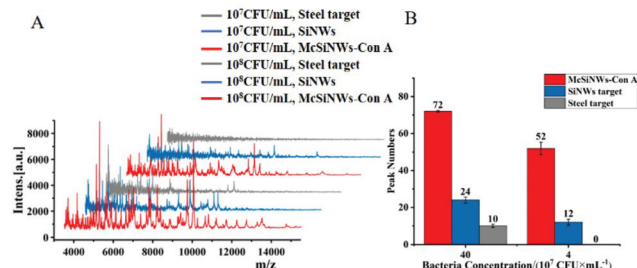 A
10⁷CFU/mL, Steel target
10⁷CFU/mL, SiNWs
10⁷CFU/mL, McSiNWs-Con A
10⁸CFU/mL, Steel target
10⁸CFU/mL, SiNWs
10⁸CFU/mL, McSiNWs-Con A
Intens.[a.u.]
8000
6000
4000
2000
0
4000 6000 8000 10000 12000 14000
m/z
B
McSiNWs-Con A
SiNWs target
Steel target
Peak Numbers
80
60
40
20
0
72
24
10
52
12
0
40 4
Bacteria Concentration/(10⁷ CFU×mL⁻¹)